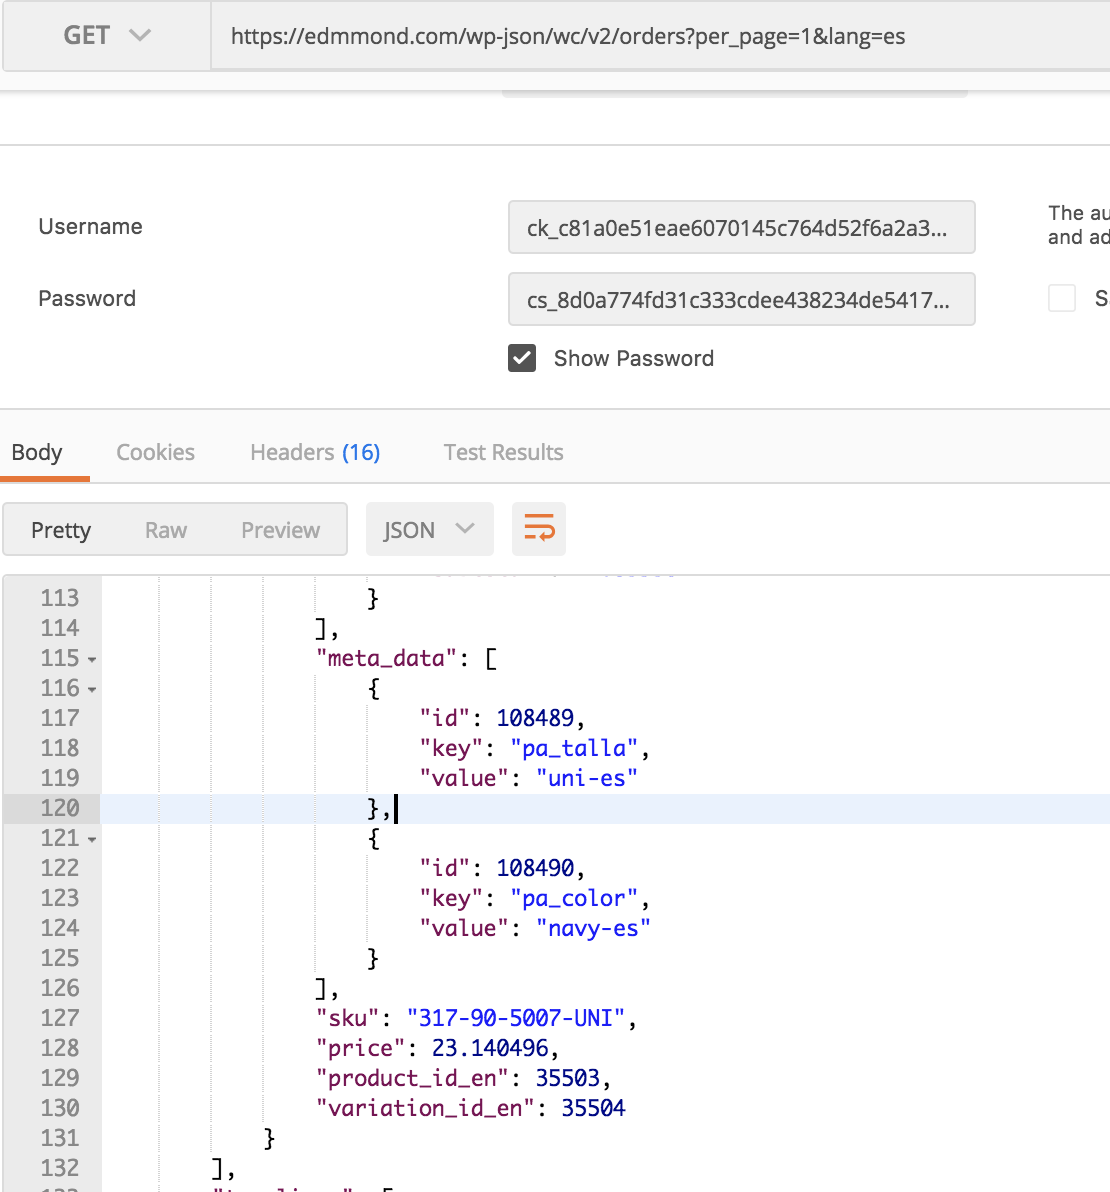 GET https://edmmond.com/wp-json/wc/v2/orders?per_page=1&lang=es
The au
Username ck_c81a0e51eae6070145c764d52f6a2a3... and ad
Password cs_8d0a774fd31c333cdee438234de5417... S
Show Password
Body Cookies Headers (16) Test Results
Pretty Raw Preview JSON
113 }
114 ],
115 "meta_data": [
116 {
117 "id": 108489,
118 "key": "pa_talla",
119 "value": "uni-es"
120 },
121 {
122 "id": 108490,
123 "key": "pa_color",
124 "value": "navy-es"
125 }
126 ],
127 "sku": "317-90-5007-UNI",
128 "price": 23.140496,
129 "product_id_en": 35503,
130 "variation_id_en": 35504
131 }
132 ],